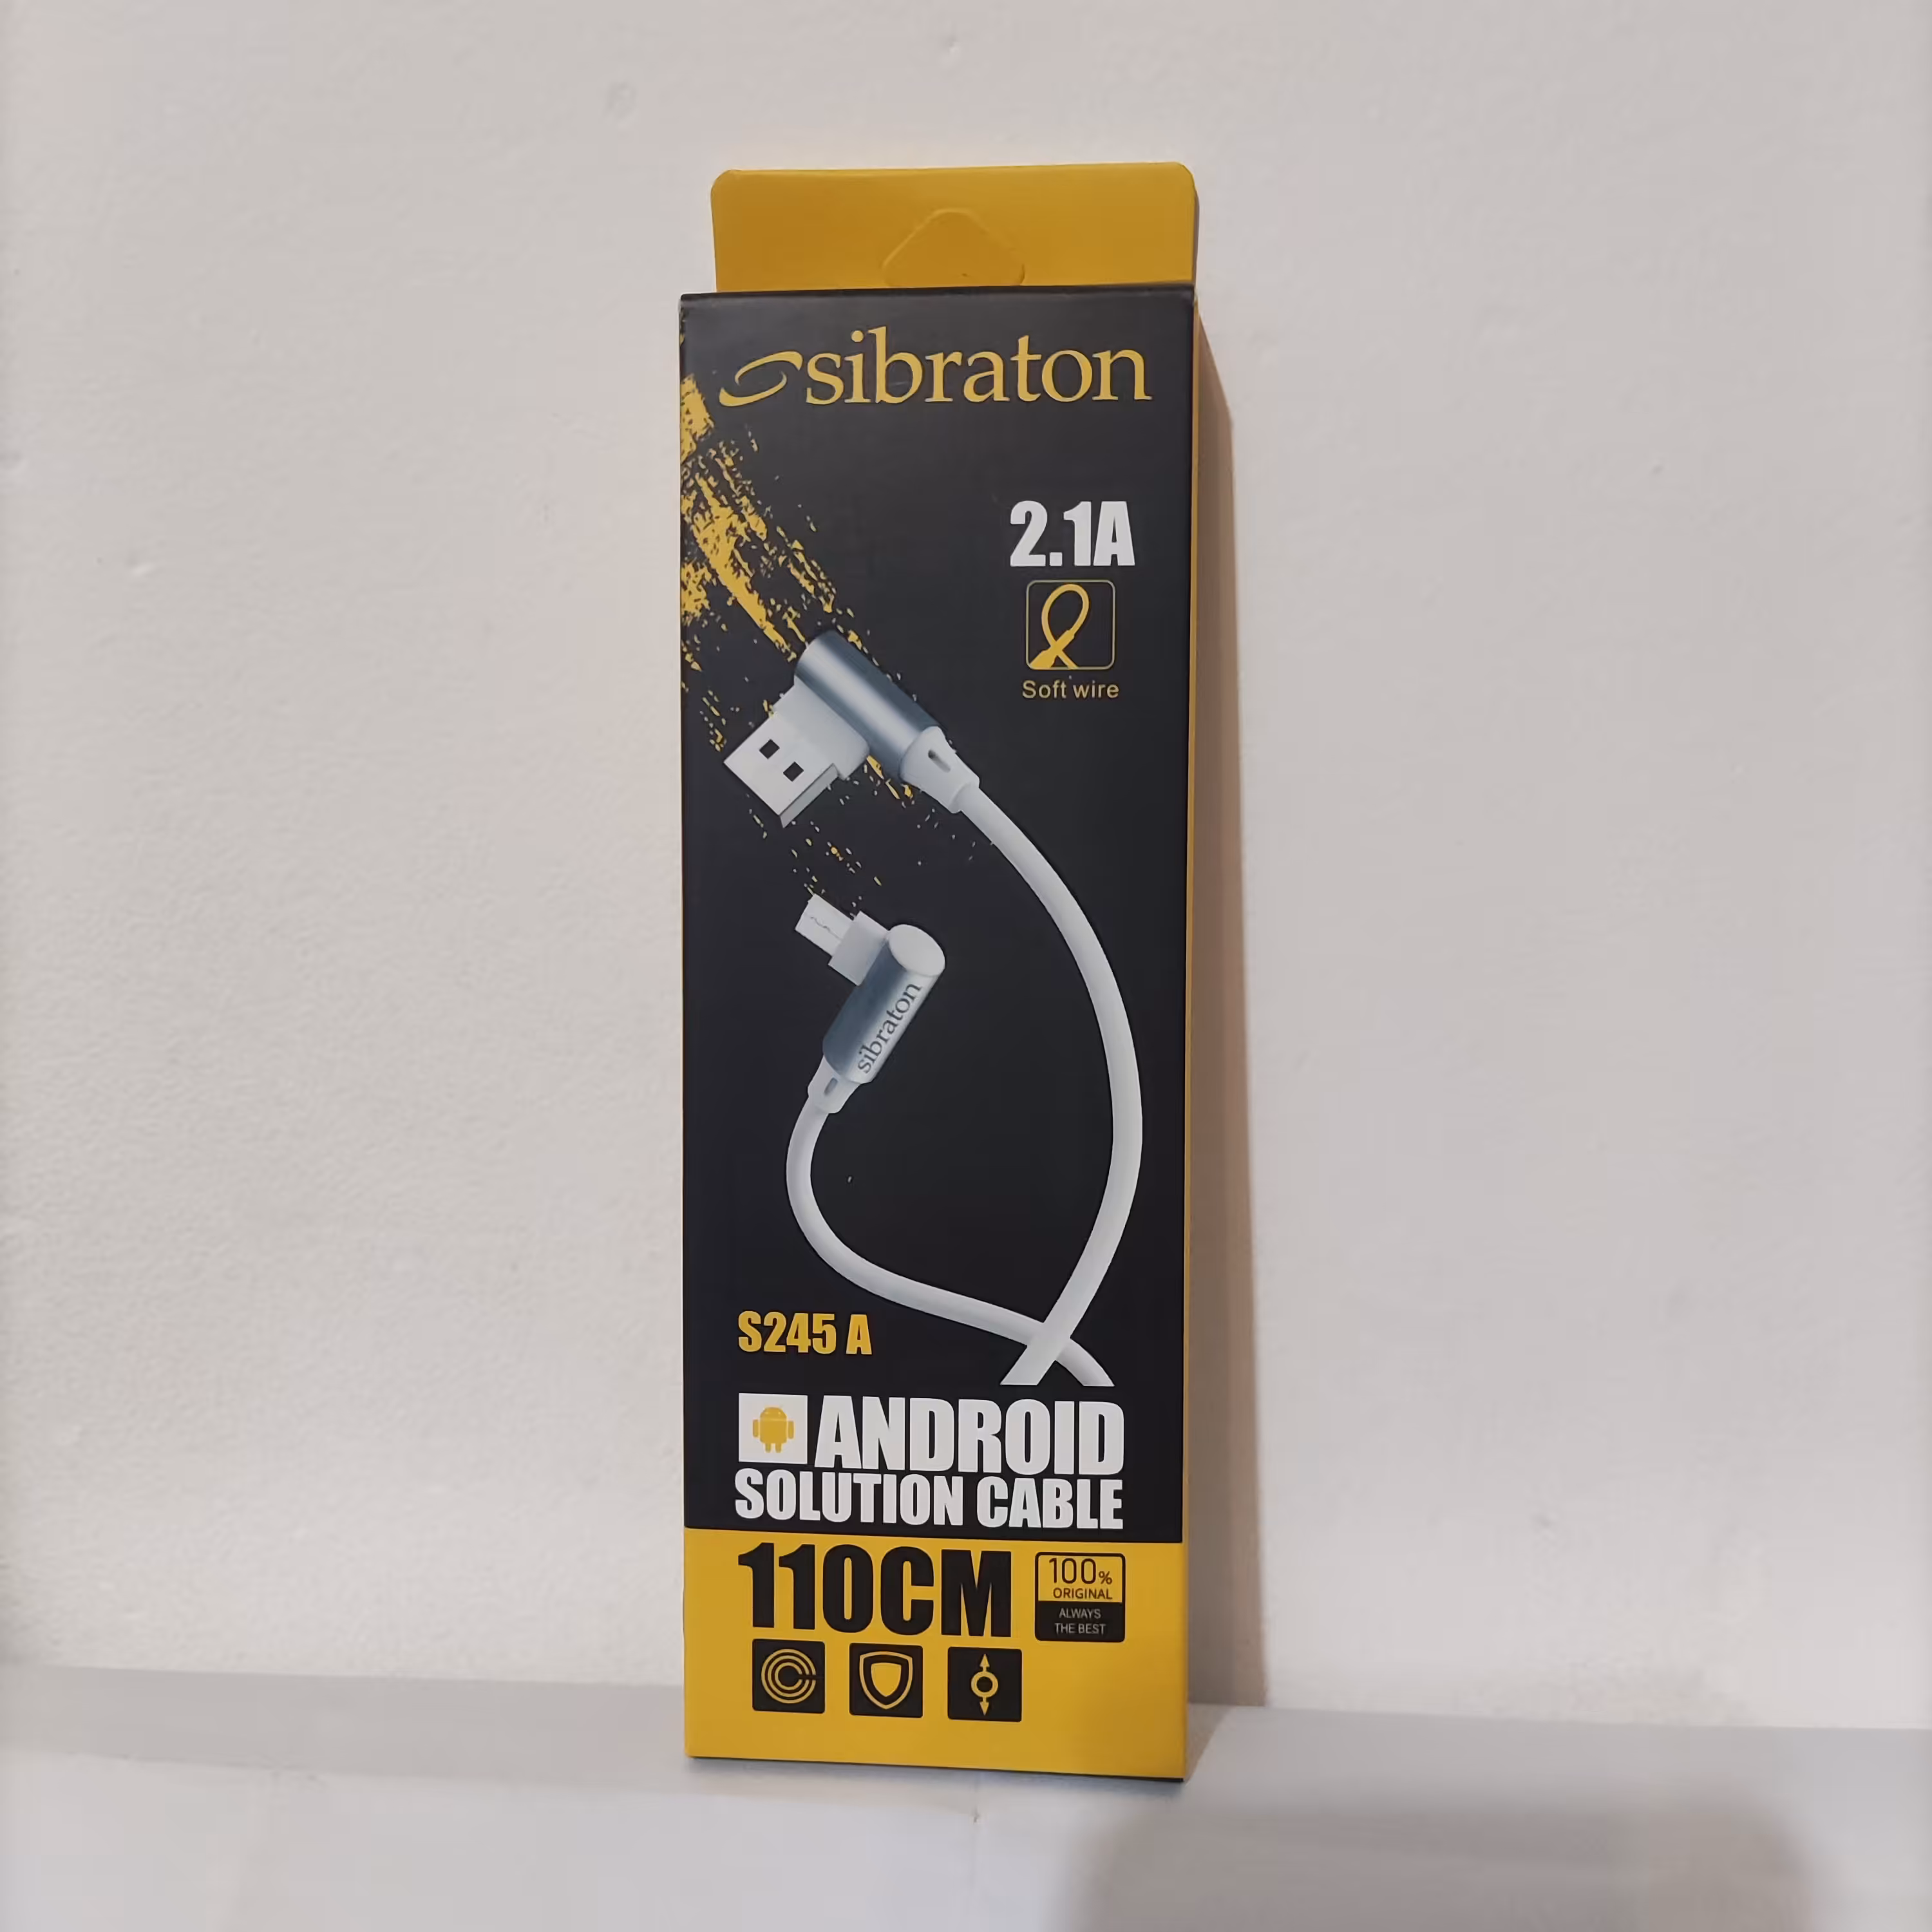 sibraton
2.1A
Soft wire
sibraton
S245 A
ANDROID
SOLUTION CABLE
110CM
100%
ORIGINAL
ALWAYS
THE BEST